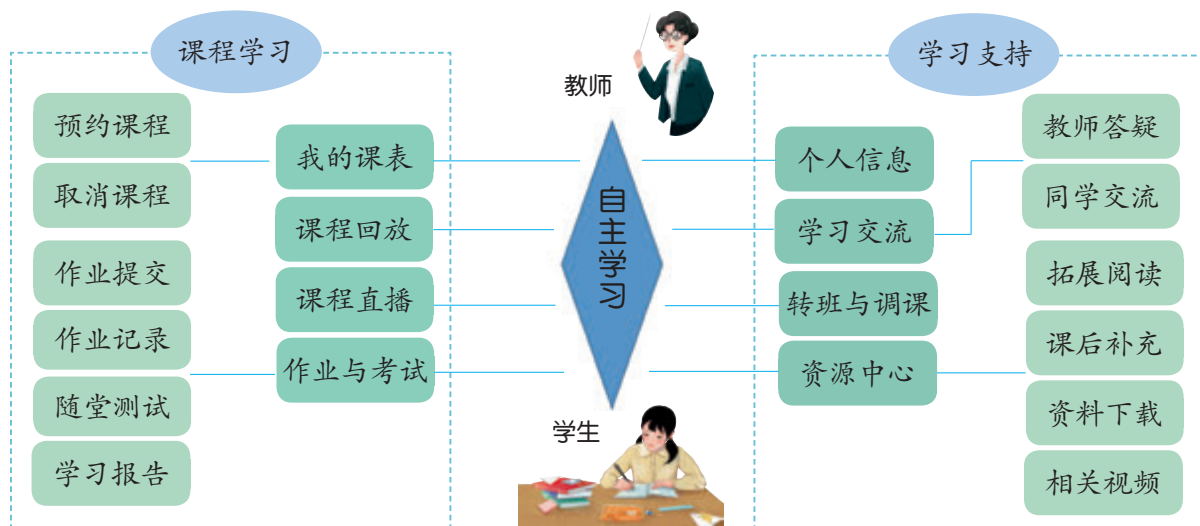 课程学习
预约课程
取消课程
作业提交
作业记录
随堂测试
学习报告
我的课表
课程回放
课程直播
作业与考试
教师
自主学习
学生
学习支持
个人信息
学习交流
转班与调课
资源中心
教师答疑
同学交流
拓展阅读
课后补充
资料下载
相关视频